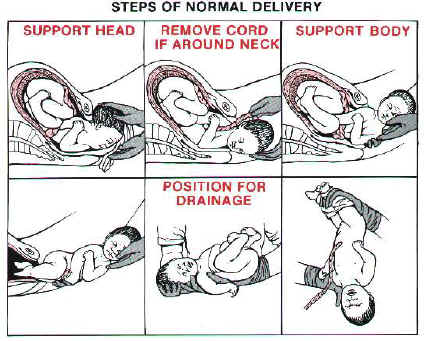 STEPS OF NORMAL DELIVERY
SUPPORT HEAD
REMOVE CORD
IF AROUND NECK
SUPPORT BODY
POSITION FOR
DRAINAGE